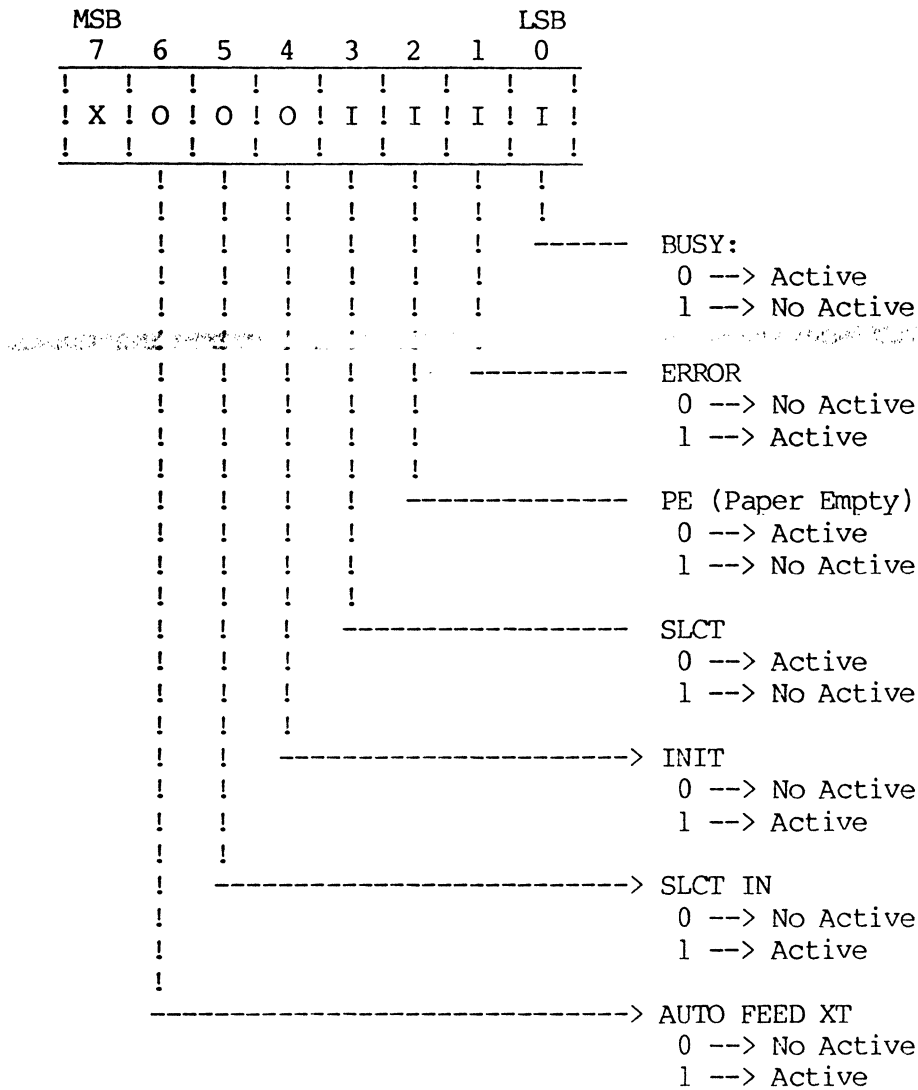 MSB LSB
7 6 5 4 3 2 1 0
! ! ! ! ! ! ! ! !
! X ! O ! O ! O ! I ! I ! I ! I !
! ! ! ! ! ! ! ! !
! ! ! ! ! ! !
! ! ! ! ! ! !
! ! ! ! ! ! ------ BUSY:
! ! ! ! ! ! 0 --> Active
! ! ! ! ! ! 1 --> No Active
! ! ! ! ! ---------- ERROR
! ! ! ! ! 0 --> No Active
! ! ! ! ! 1 --> Active
! ! ! ! !
! ! ! ! -------------- PE (Paper Empty)
! ! ! ! 0 --> Active
! ! ! ! 1 --> No Active
! ! ! !
! ! ! ------------------ SLCT
! ! ! 0 --> Active
! ! ! 1 --> No Active
! ! !
! ! ----------------------> INIT
! ! 0 --> No Active
! ! 1 --> Active
! !
! --------------------------> SLCT IN
! 0 --> No Active
! 1 --> Active
!
------------------------------> AUTO FEED XT
0 --> No Active
1 --> Active